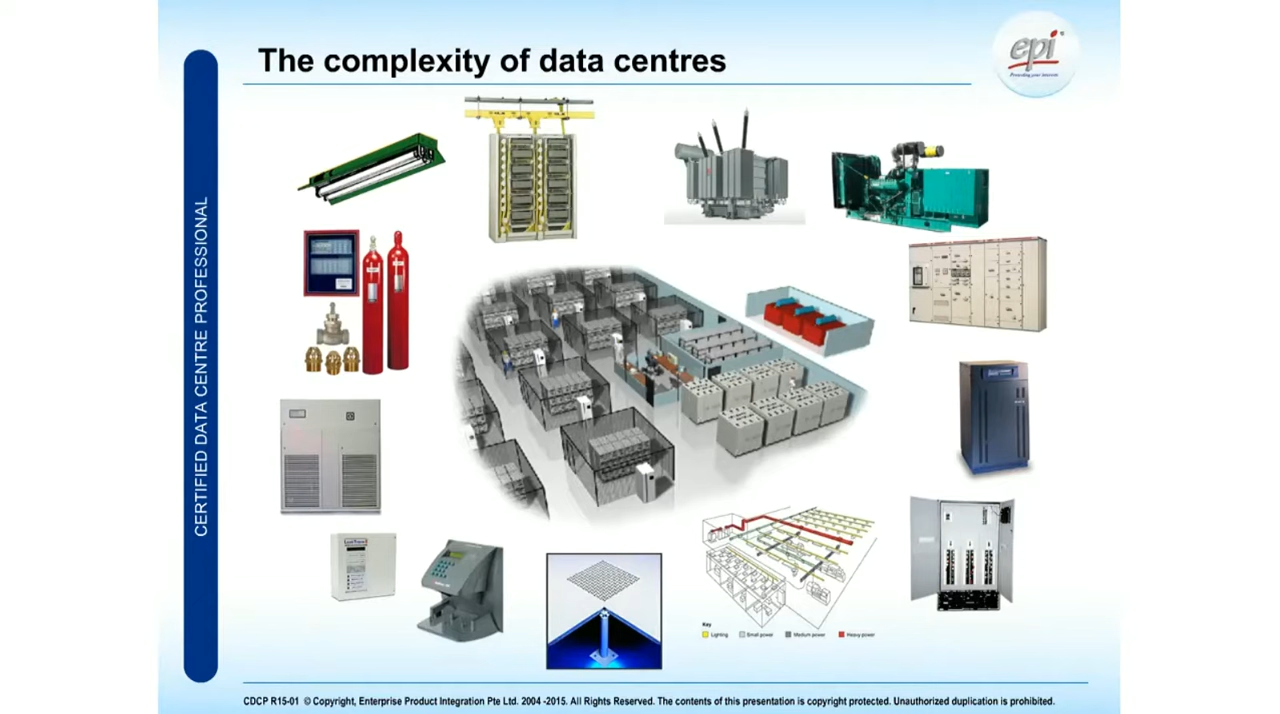 The complexity of data centres
epi
Providing your interests
CERTIFIED DATA CENTRE PROFESSIONAL
Key
Lighting
Small power
Medium power
Heavy power
CDCP R15-01 © Copyright, Enterprise Product Integration Pte Ltd. 2004 -2015. All Rights Reserved. The contents of this presentation is copyright protected. Unauthorized duplication is prohibited.